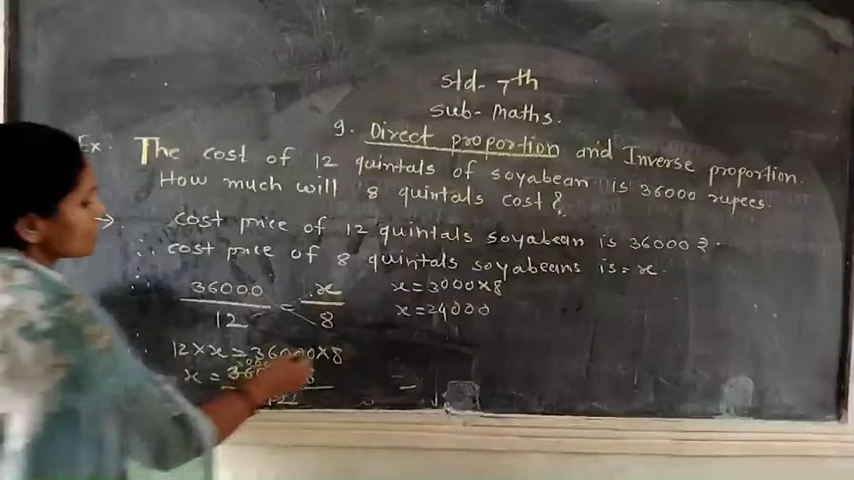 Std- 7th
Sub- Maths.
9. Direct proportion and Inverse proportion.
Ex. The cost of 12 quintals of soyabean is 36000 rupees.
How much will 8 quintals cost?
→ cost price of 12 quintals soyabean is 36000 ₹.
∴ cost price of 8 quintals soyabeans is = x.
∴ 36000/12 = x/8
∴ 12×x = 36000×8
x =
x = 3000×8
x = 24000